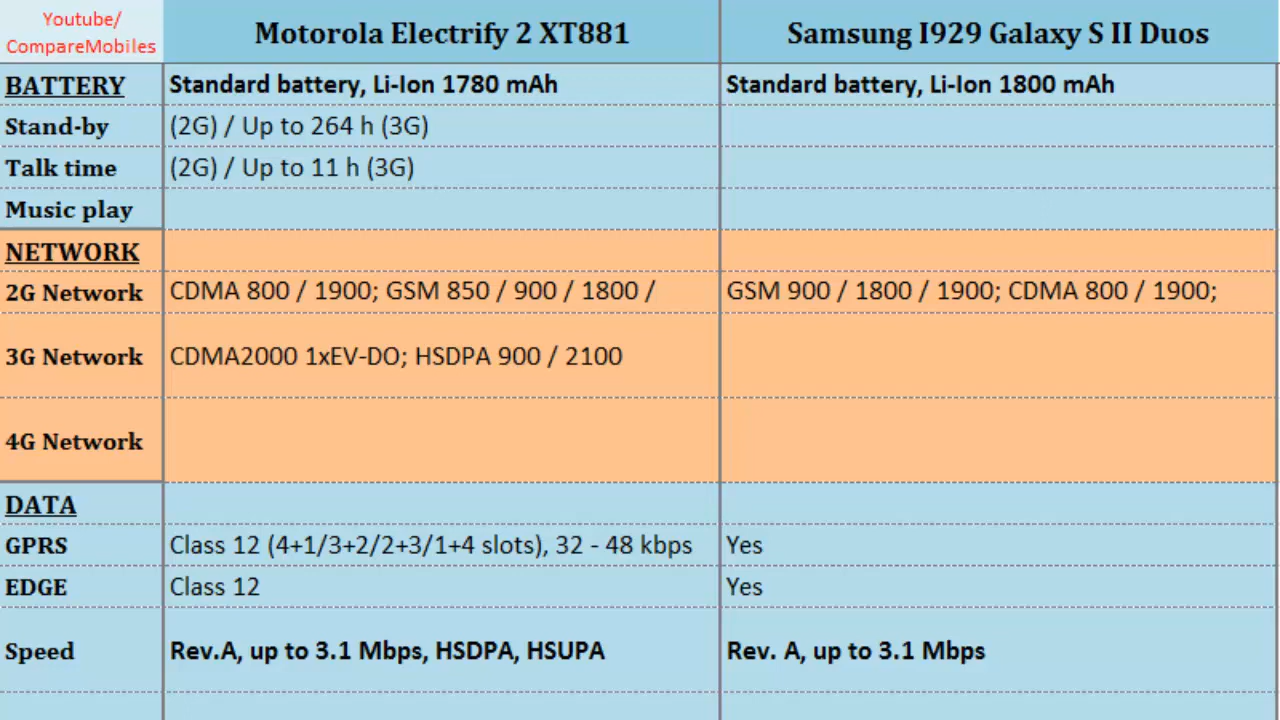 Youtube/
CompareMobiles
Motorola Electrify 2 XT881
Samsung I929 Galaxy S II Duos
BATTERY
Standard battery, Li-Ion 1780 mAh
Standard battery, Li-Ion 1800 mAh
Stand-by
(2G) / Up to 264 h (3G)
Talk time
(2G) / Up to 11 h (3G)
Music play
NETWORK
2G Network
CDMA 800 / 1900; GSM 850 / 900 / 1800 /
GSM 900 / 1800 / 1900; CDMA 800 / 1900;
3G Network
CDMA2000 1xEV-DO; HSDPA 900 / 2100
4G Network
DATA
GPRS
Class 12 (4+1/3+2/2+3/1+4 slots), 32 - 48 kbps
Yes
EDGE
Class 12
Yes
Speed
Rev.A, up to 3.1 Mbps, HSDPA, HSUPA
Rev. A, up to 3.1 Mbps